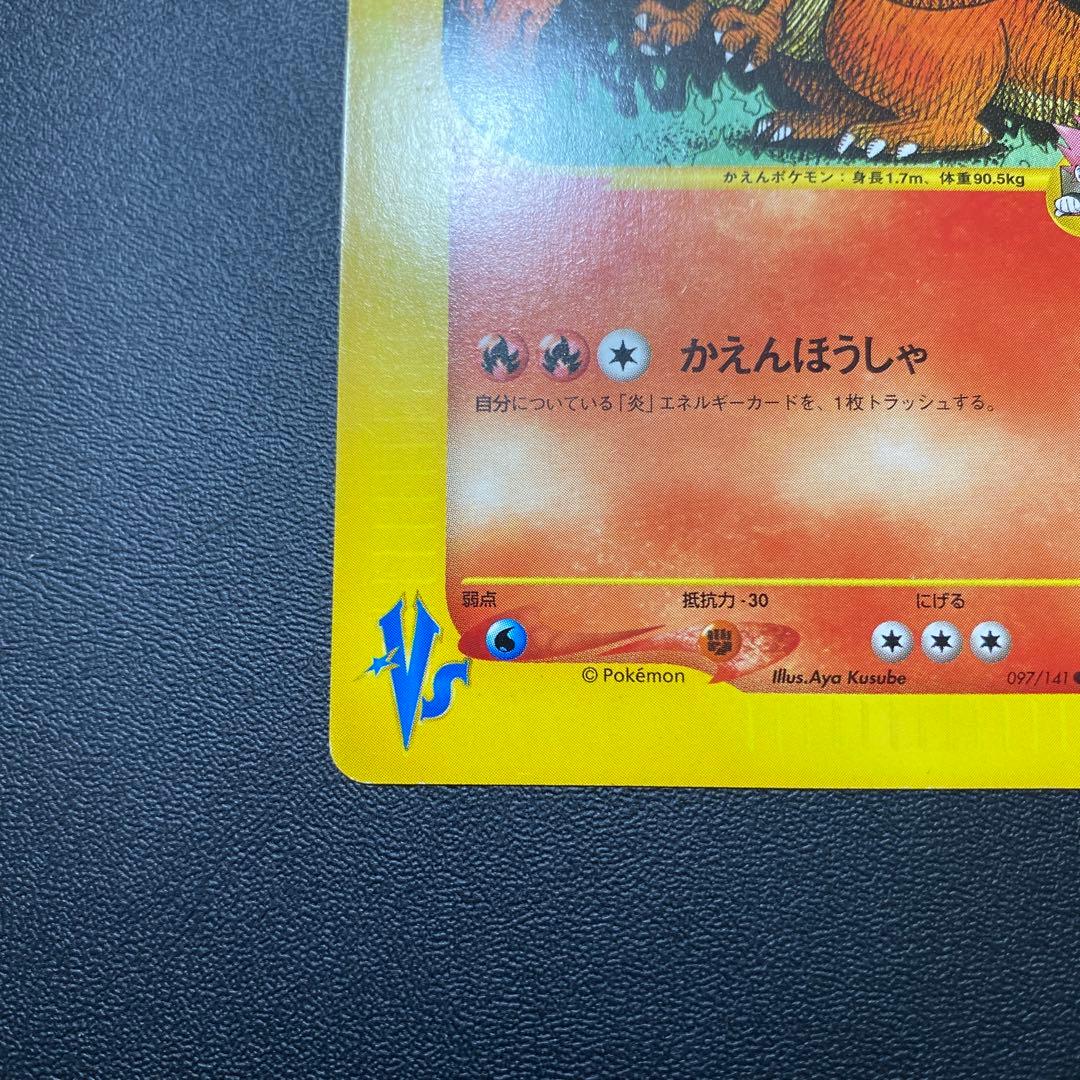 かえんポケモン：身長1.7m、体重90.5kg
かえんほうしゃ
自分についている「炎」エネルギーカードを、1枚トラッシュする。
弱点
抵抗力・30
にげる
VS
© Pokémon
Illus.Aya Kusube
097/141